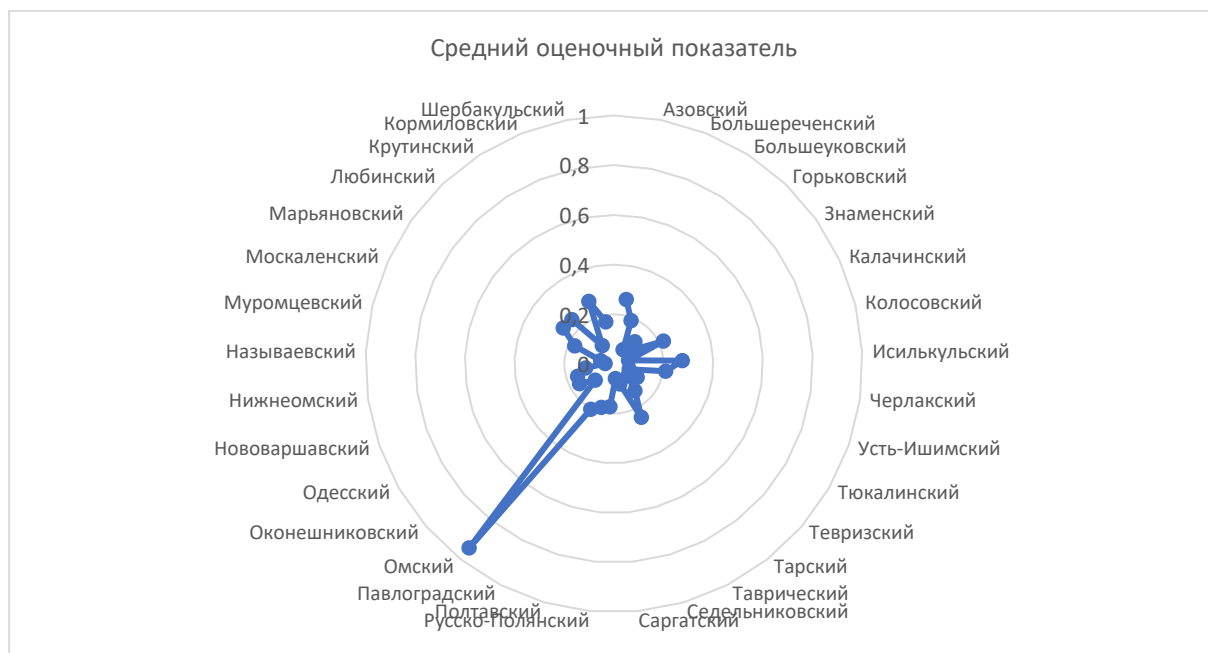 Средний оценочный показатель
Азовский
Большереченский
Большеуковский
Горьковский
Знаменский
Калачинский
Колосовский
Исилькульский
Черлакский
Усть-Ишимский
Тюкалинский
Тевризский
Тарский
Таврический
Седельниковский
Саргатский
Русско-Полянский
Полтавский
Павлоградский
Омский
Оконешниковский
Одесский
Нововаршавский
Нижнеомский
Называевский
Муромцевский
Москаленский
Марьяновский
Любинский
Крутинский
Кормиловский
Шербакульский
1
0,8
0,6
0,4
0,2
0